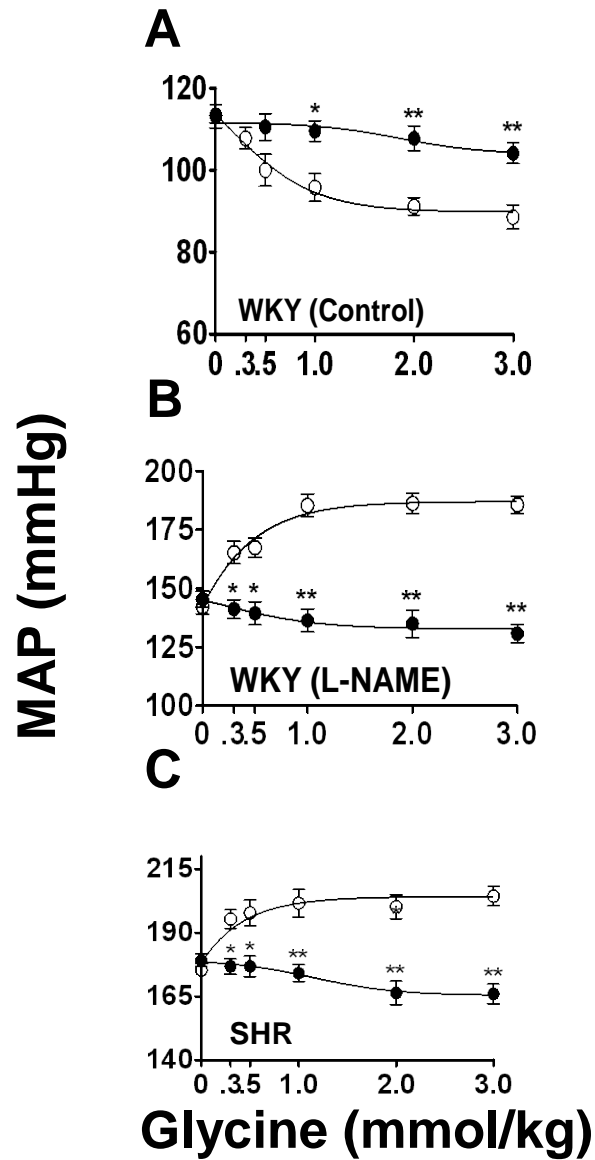 A
120
*
**
**
100
80
WKY (Control)
60
0 .3.5 1.0 2.0 3.0
B
200
175
150
* * ** ** **
125
WKY (L-NAME)
100
0 .3.5 1.0 2.0 3.0
C
215
190
* * ** ** **
165
SHR
140
0 .3.5 1.0 2.0 3.0
MAP (mmHg)
Glycine (mmol/kg)